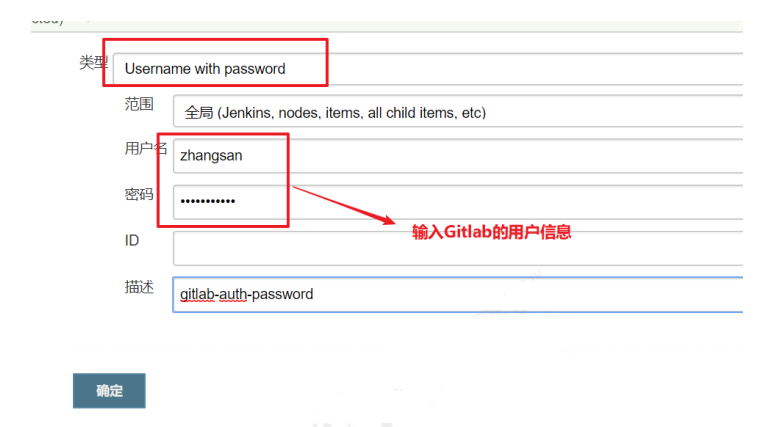 类型 Username with password
范围 全局 (Jenkins, nodes, items, all child items, etc)
用户名 zhangsan
密码 •••••••••••
输入Gitlab的用户信息
ID
描述 gitlab-auth-password
确定